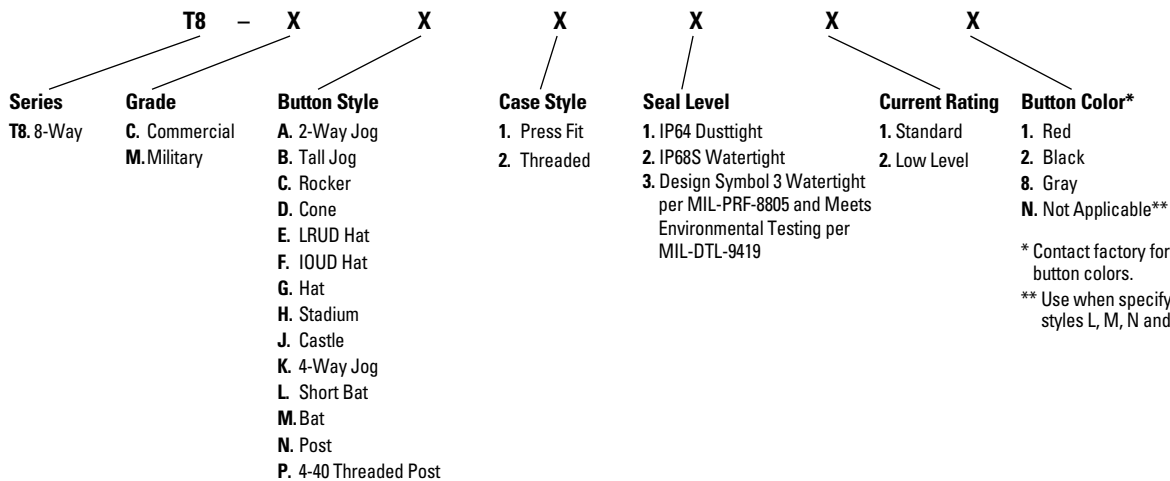 T8 – X X X X X X
Series
T8. 8-Way
Grade
C. Commercial
M. Military
Button Style
A. 2-Way Jog
B. Tall Jog
C. Rocker
D. Cone
E. LRUD Hat
F. IOUD Hat
G. Hat
H. Stadium
J. Castle
K. 4-Way Jog
L. Short Bat
M. Bat
N. Post
P. 4-40 Threaded Post
Case Style
1. Press Fit
2. Threaded
Seal Level
1. IP64 Dusttight
2. IP68S Watertight
3. Design Symbol 3 Watertight
per MIL-PRF-8805 and Meets
Environmental Testing per
MIL-DTL-9419
Current Rating
1. Standard
2. Low Level
Button Color*
1. Red
2. Black
8. Gray
N. Not Applicable**
* Contact factory for
button colors.
** Use when specify
styles L, M, N and